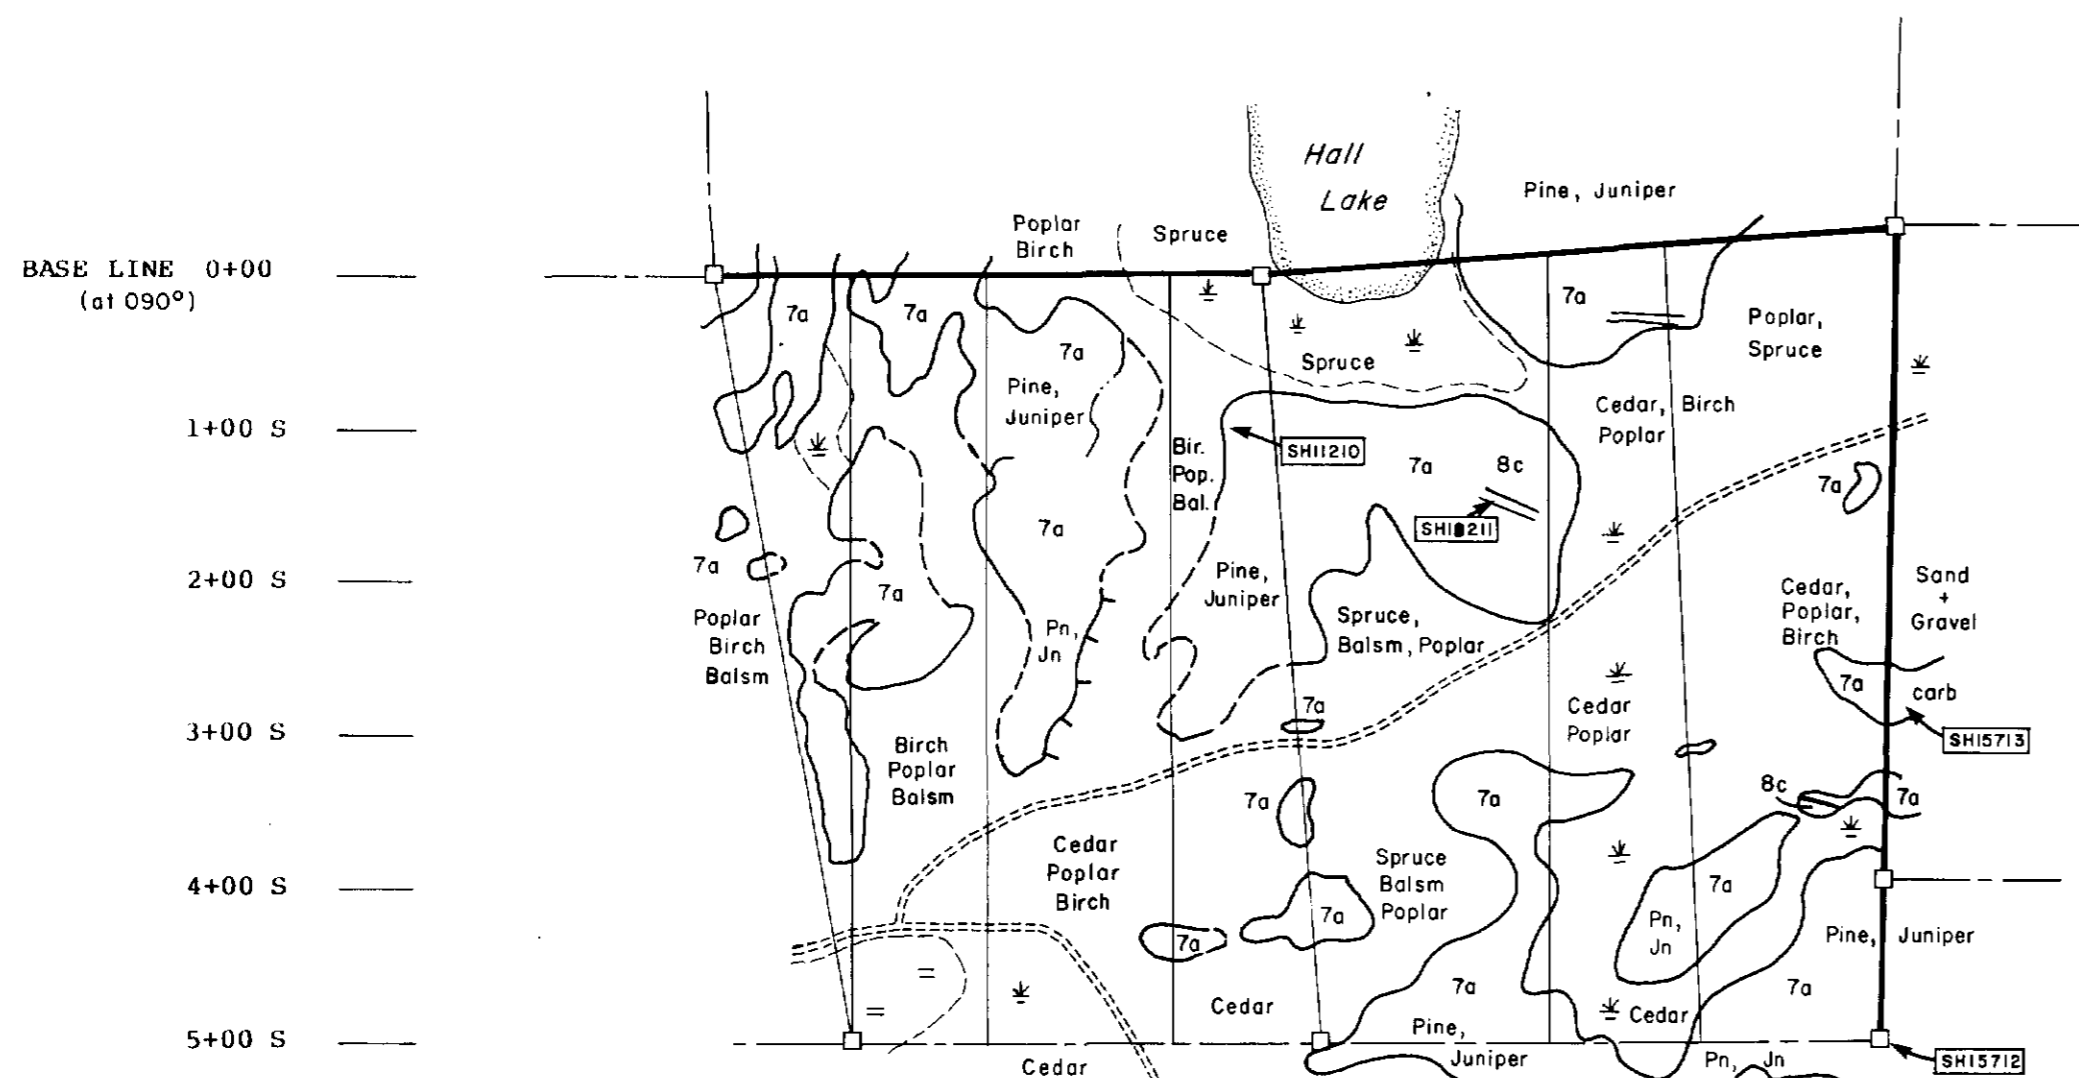 Hall
Lake
Pine, Juniper
Poplar
Birch
Spruce
BASE LINE 0+00
(at 090°)
7a
7a
7a
7a
Poplar,
Spruce
Spruce
Pine,
Juniper
Cedar, Birch
Poplar
1+00 S
Bir.
Pop.
Bal.
SH11210
7a
8c
7a
7a
SH18211
2+00 S
7a
7a
Pine,
Juniper
Cedar,
Poplar,
Birch
Sand
+
Gravel
Poplar
Birch
Balsm
Pn,
Jn
Spruce,
Balsm, Poplar
7a
carb
3+00 S
7a
Cedar
Poplar
SH15713
Birch
Poplar
Balsm
7a
7a
8c
7a
4+00 S
Cedar
Poplar
Birch
Spruce
Balsm
Poplar
7a
7a
Pn,
Jn
7a
Pine, Juniper
7a
7a
Cedar
Cedar
5+00 S
Pine,
Juniper
Pn, Jn
SH15712
Cedar